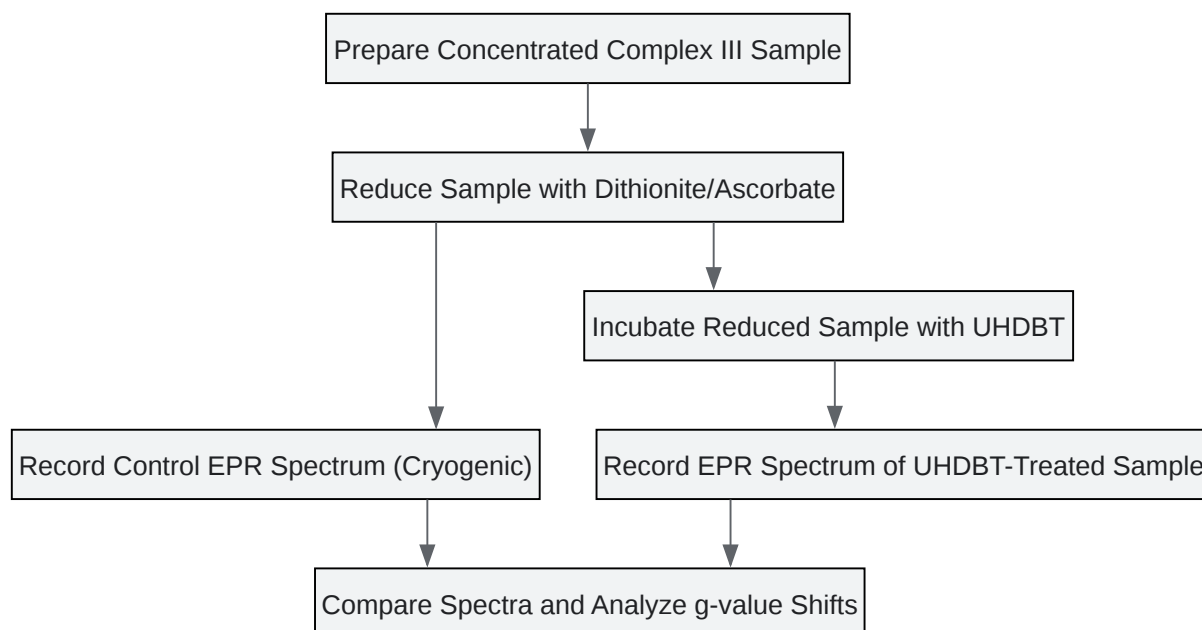 Prepare Concentrated Complex III Sample
Reduce Sample with Dithionite/Ascorbate
Incubate Reduced Sample with UHDBT
Record Control EPR Spectrum (Cryogenic)
Record EPR Spectrum of UHDBT-Treated Sample
Compare Spectra and Analyze g-value Shifts